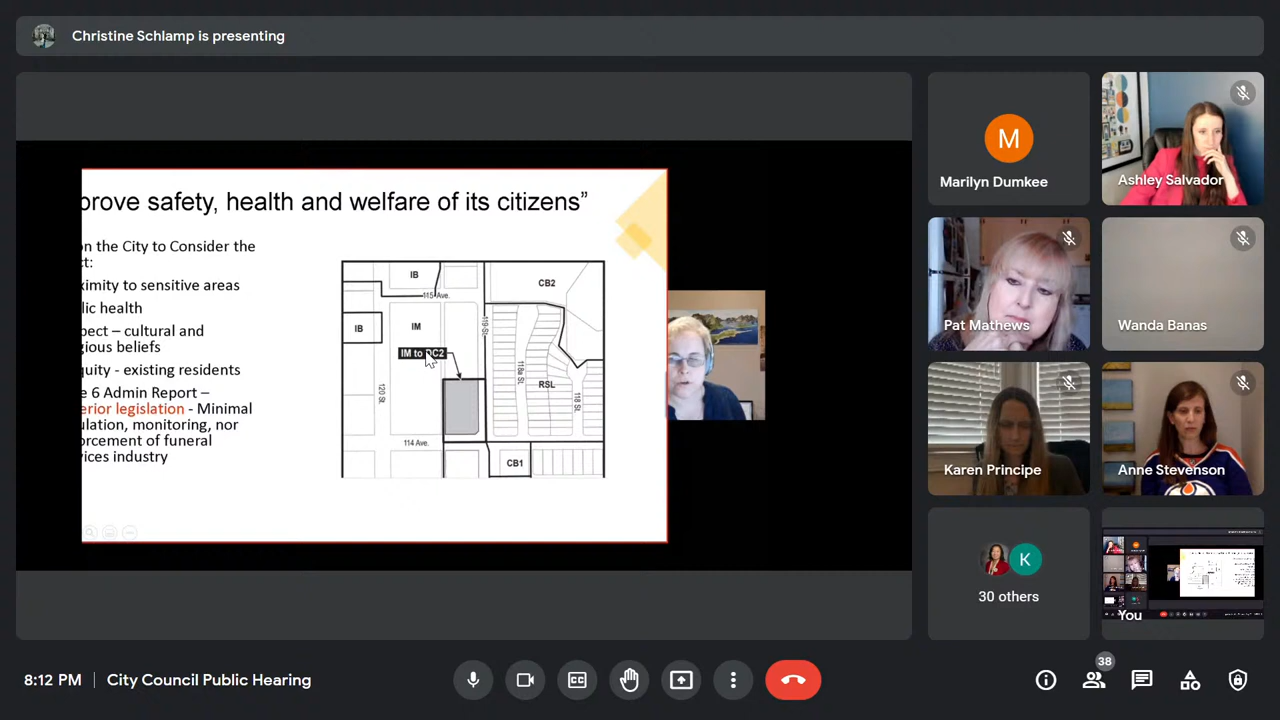 Christine Schlamp is presenting
prove safety, health and welfare of its citizens”
on the City to Consider the
ct:
ximity to sensitive areas
lic health
pect – cultural and
gious beliefs
quity - existing residents
e 6 Admin Report –
erior legislation - Minimal
ulation, monitoring, nor
orcement of funeral
vices industry
IB
CB2
115 Ave.
IB
IM
119 St.
IM to DC2
118a St.
RSL
120 St.
118 St.
114 Ave.
CB1
M
Marilyn Dumkee
Ashley Salvador
Pat Mathews
Wanda Banas
Karen Principe
Anne Stevenson
K
30 others
You
8:12 PM | City Council Public Hearing
38